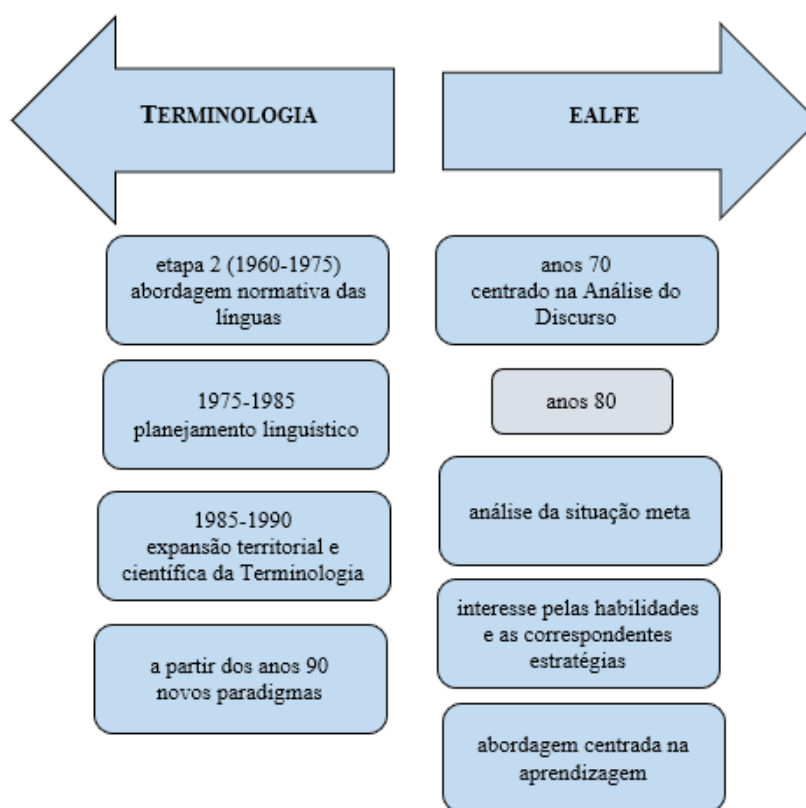 TERMINOLOGIA
EALFE
etapa 2 (1960-1975)
abordagem normativa das
línguas
1975-1985
planejamento linguístico
1985-1990
expansão territorial e
científica da Terminologia
a partir dos anos 90
novos paradigmas
anos 70
centrado na Análise do
Discurso
anos 80
análise da situação meta
interesse pelas habilidades
e as correspondentes
estratégias
abordagem centrada na
aprendizagem